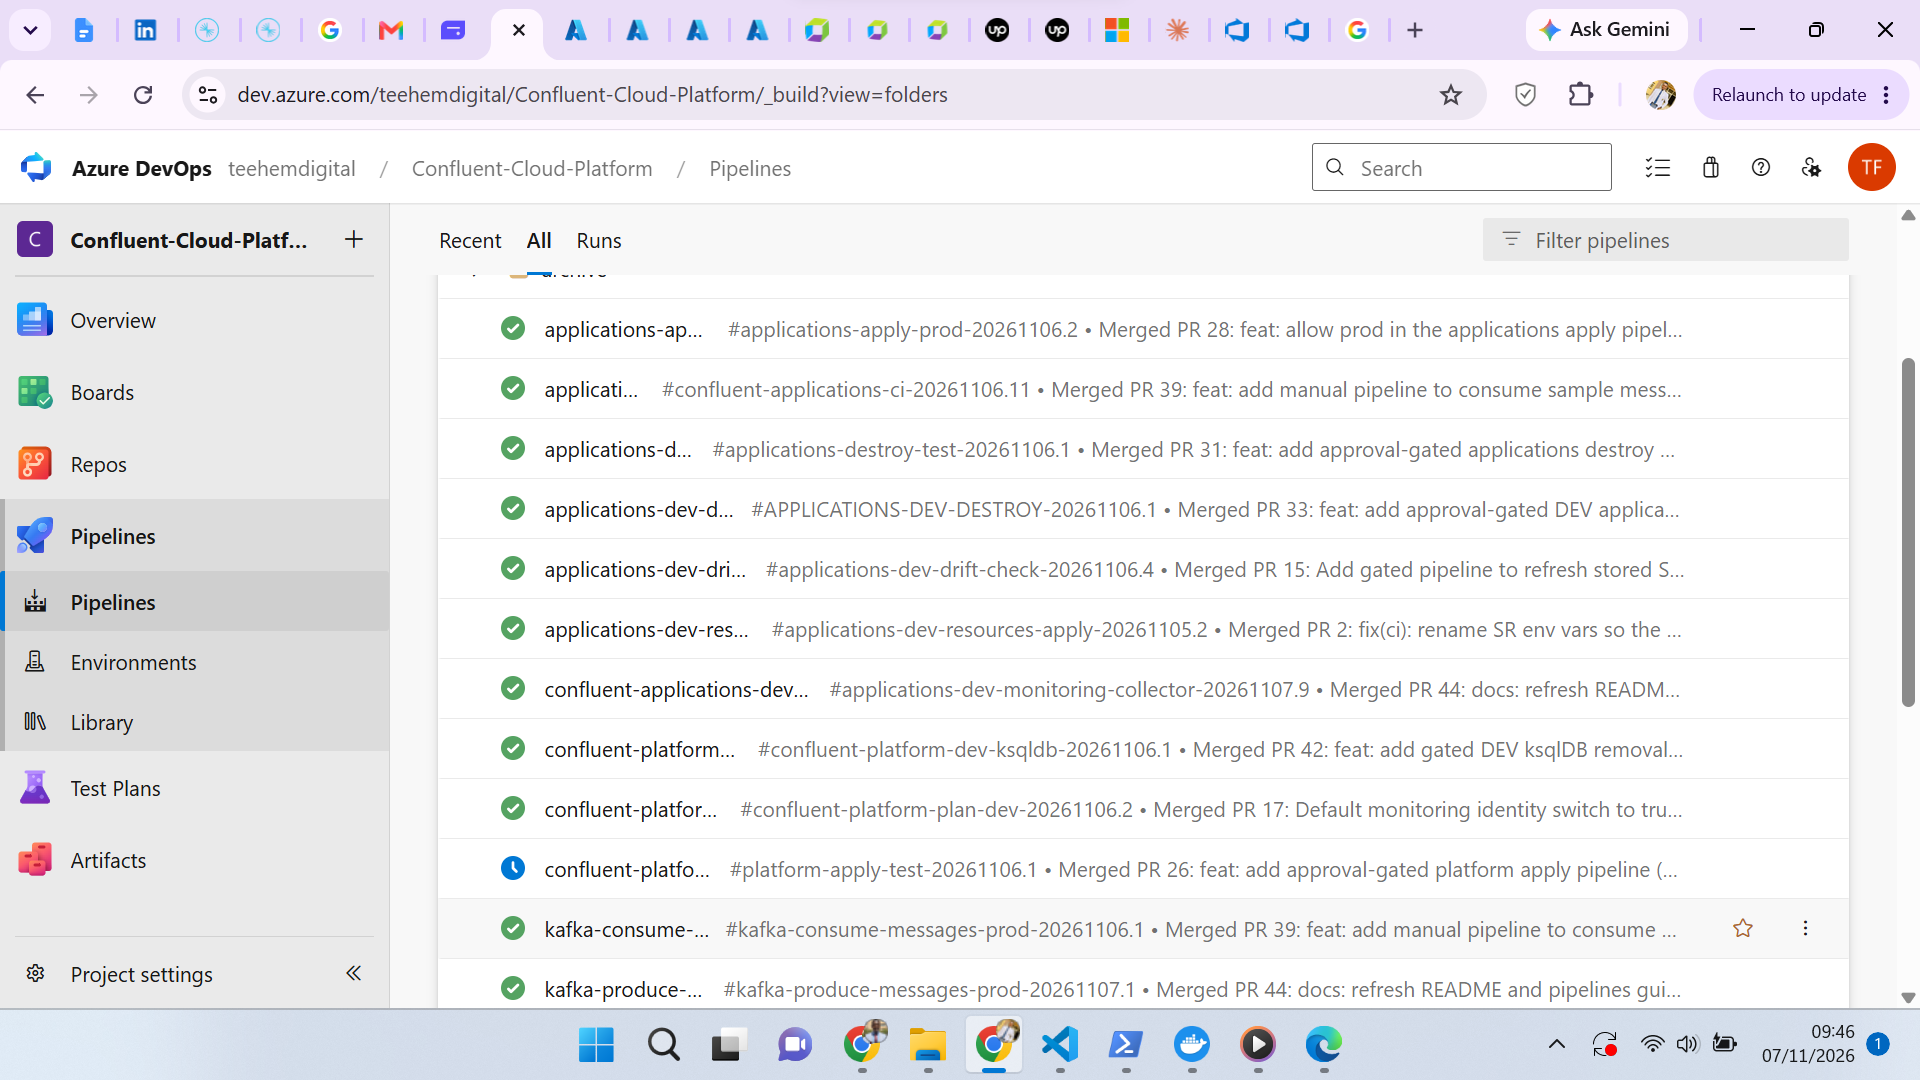 Ask Gemini
dev.azure.com/teehemdigital/Confluent-Cloud-Platform/_build?view=folders
Relaunch to update
Azure DevOps teehemdigital / Confluent-Cloud-Platform / Pipelines
Search
TF
C Confluent-Cloud-Platf...
Overview
Boards
Repos
Pipelines
Pipelines
Environments
Library
Test Plans
Artifacts
Project settings
Recent All Runs
Filter pipelines
archive
applications-ap... #applications-apply-prod-20261106.2 • Merged PR 28: feat: allow prod in the applications apply pipel...
applicati... #confluent-applications-ci-20261106.11 • Merged PR 39: feat: add manual pipeline to consume sample mess...
applications-d... #applications-destroy-test-20261106.1 • Merged PR 31: feat: add approval-gated applications destroy ...
applications-dev-d... #APPLICATIONS-DEV-DESTROY-20261106.1 • Merged PR 33: feat: add approval-gated DEV applica...
applications-dev-dri... #applications-dev-drift-check-20261106.4 • Merged PR 15: Add gated pipeline to refresh stored S...
applications-dev-res... #applications-dev-resources-apply-20261105.2 • Merged PR 2: fix(ci): rename SR env vars so the ...
confluent-applications-dev... #applications-dev-monitoring-collector-20261107.9 • Merged PR 44: docs: refresh READM...
confluent-platform... #confluent-platform-dev-ksqldb-20261106.1 • Merged PR 42: feat: add gated DEV ksqlDB removal...
confluent-platfor... #confluent-platform-plan-dev-20261106.2 • Merged PR 17: Default monitoring identity switch to tru...
confluent-platfo... #platform-apply-test-20261106.1 • Merged PR 26: feat: add approval-gated platform apply pipeline (...
kafka-consume-... #kafka-consume-messages-prod-20261106.1 • Merged PR 39: feat: add manual pipeline to consume ...
kafka-produce-... #kafka-produce-messages-prod-20261107.1 • Merged PR 44: docs: refresh README and pipelines gui...
09:46
07/11/2026
1